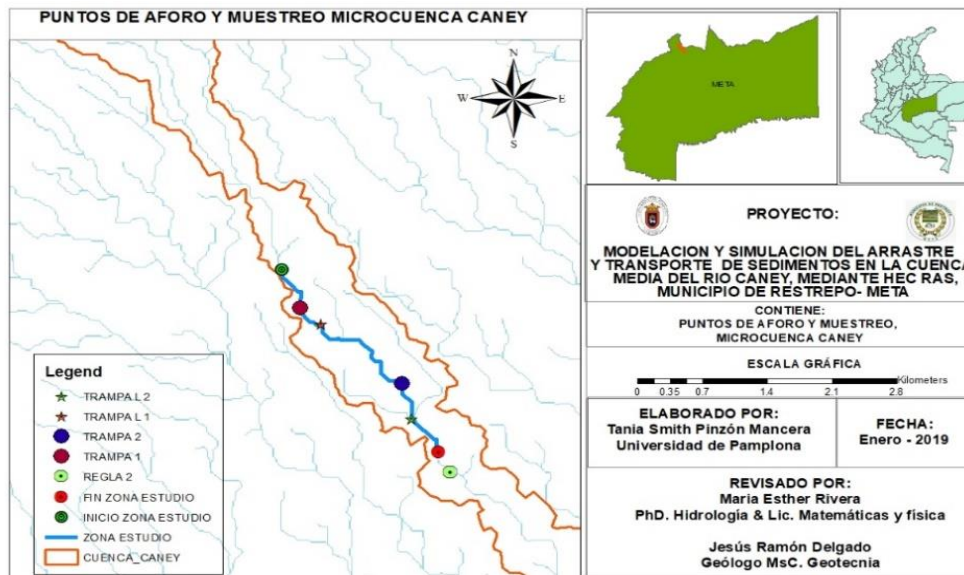 PUNTOS DE AFORO Y MUESTREO MICROCUENCA CANEY
N
W
E
S
Legend
TRAMPA L 2
TRAMPA L 1
TRAMPA 2
TRAMPA 1
REGLA 2
FIN ZONA ESTUDIO
INICIO ZONA ESTUDIO
ZONA ESTUDIO
CUENCA_CANEY
META
PROYECTO:
MODELACION Y SIMULACION DEL ARRASTRE
Y TRANSPORTE DE SEDIMENTOS EN LA CUENCA
MEDIA DEL RIO CANEY, MEDIANTE HEC RAS,
MUNICIPIO DE RESTREPO- META
CONTIENE:
PUNTOS DE AFORO Y MUESTREO,
MICROCUENCA CANEY
ESCALA GRÁFICA
Kilometers
0 0.35 0.7 1.4 2.1 2.8
ELABORADO POR:
Tania Smith Pinzón Mancera
Universidad de Pamplona
FECHA:
Enero - 2019
REVISADO POR:
Maria Esther Rivera
PhD. Hidrología & Lic. Matemáticas y física
Jesús Ramón Delgado
Geólogo MsC. Geotecnia